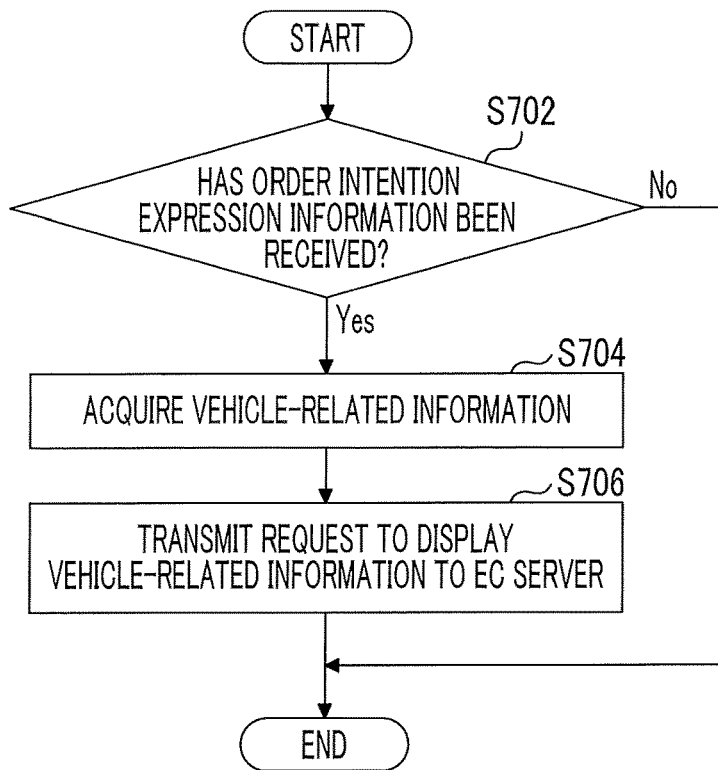 START
S702
HAS ORDER INTENTION
EXPRESSION INFORMATION BEEN
RECEIVED?
No
Yes
S704
ACQUIRE VEHICLE-RELATED INFORMATION
S706
TRANSMIT REQUEST TO DISPLAY
VEHICLE-RELATED INFORMATION TO EC SERVER
END